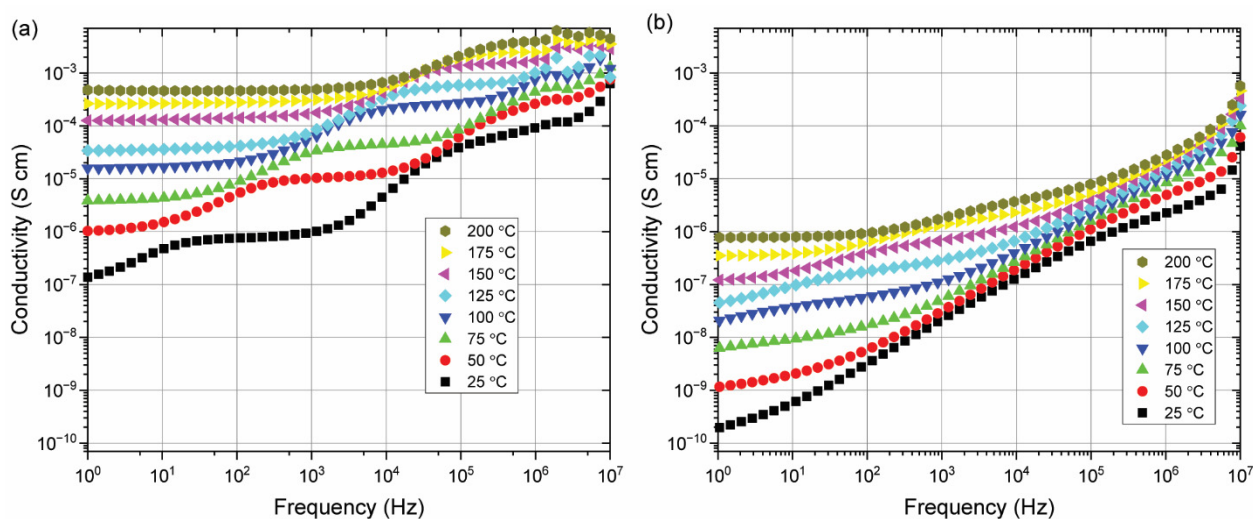 (a)
Conductivity (S cm)
10⁻³
10⁻⁴
10⁻⁵
10⁻⁶
10⁻⁷
10⁻⁸
10⁻⁹
10⁻¹⁰
200 °C
175 °C
150 °C
125 °C
100 °C
75 °C
50 °C
25 °C
10⁰ 10¹ 10² 10³ 10⁴ 10⁵ 10⁶ 10⁷
Frequency (Hz)
(b)
Conductivity (S cm)
10⁻³
10⁻⁴
10⁻⁵
10⁻⁶
10⁻⁷
10⁻⁸
10⁻⁹
10⁻¹⁰
200 °C
175 °C
150 °C
125 °C
100 °C
75 °C
50 °C
25 °C
10⁰ 10¹ 10² 10³ 10⁴ 10⁵ 10⁶ 10⁷
Frequency (Hz)